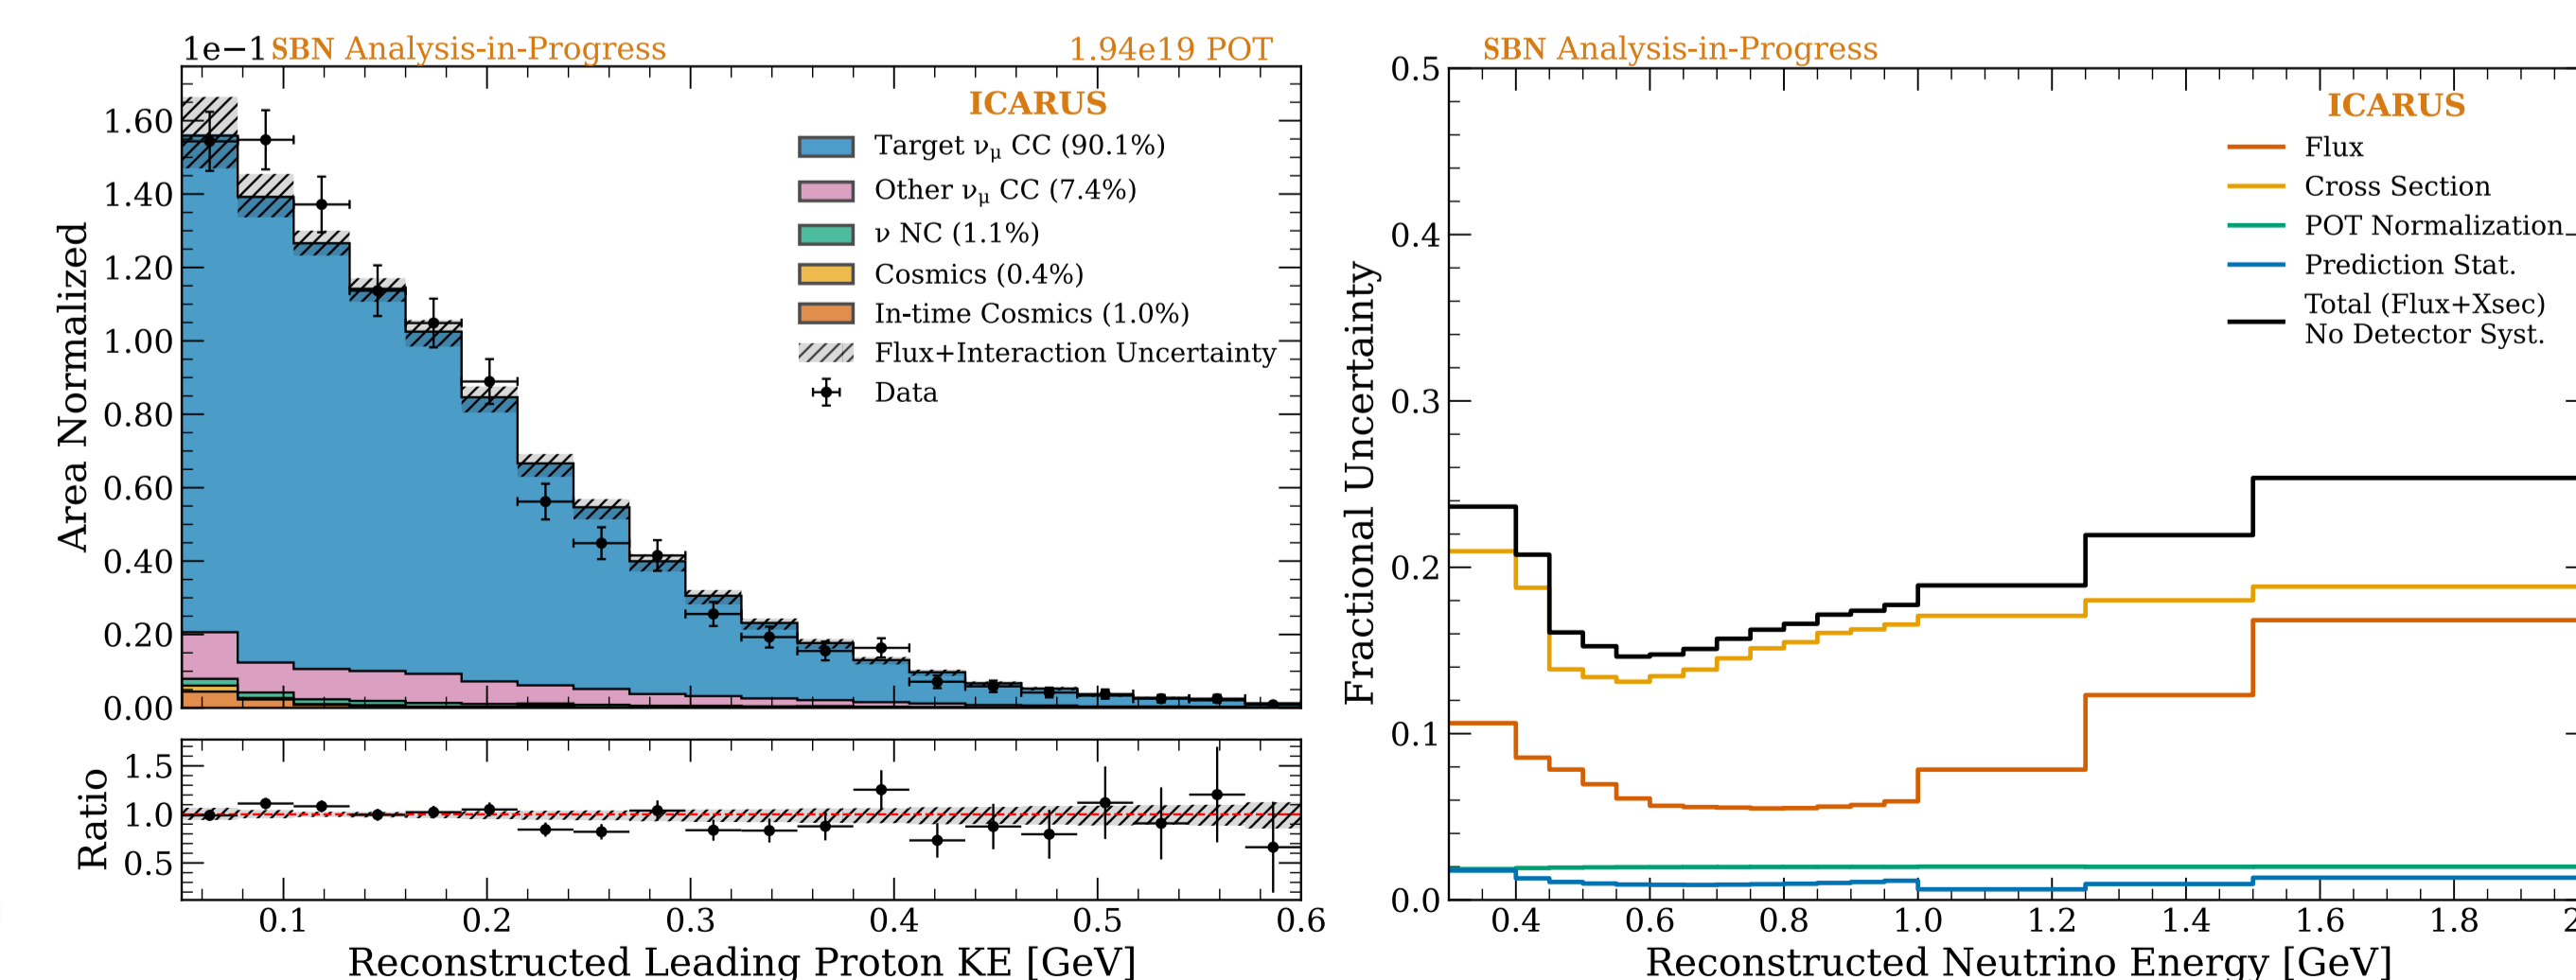 1e−1 SBN Analysis-in-Progress 1.94e19 POT
ICARUS
Target νμ CC (90.1%)
Other νμ CC (7.4%)
ν NC (1.1%)
Cosmics (0.4%)
In-time Cosmics (1.0%)
Flux+Interaction Uncertainty
Data
Area Normalized
1.60
1.40
1.20
1.00
0.80
0.60
0.40
0.20
0.00
Ratio
1.5
1.0
0.5
0.1 0.2 0.3 0.4 0.5 0.6
Reconstructed Leading Proton KE [GeV]
SBN Analysis-in-Progress
ICARUS
Flux
Cross Section
POT Normalization
Prediction Stat.
Total (Flux+Xsec)
No Detector Syst.
Fractional Uncertainty
0.5
0.4
0.3
0.2
0.1
0.0
0.4 0.6 0.8 1.0 1.2 1.4 1.6 1.8
Reconstructed Neutrino Energy [GeV]